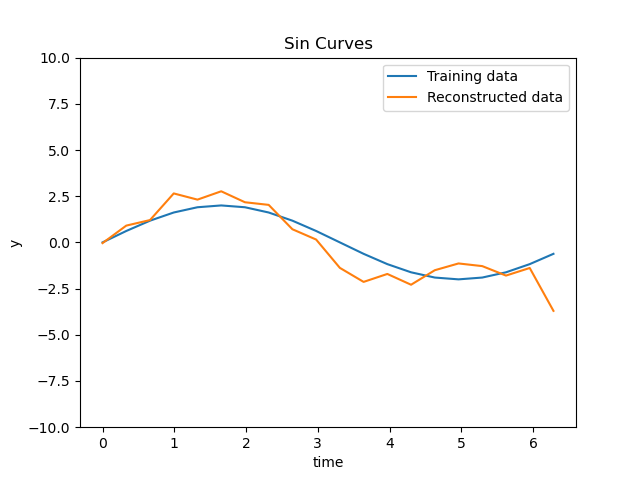 Sin Curves
Training data
Reconstructed data
10.0
7.5
5.0
2.5
0.0
−2.5
−5.0
−7.5
−10.0
y
0 1 2 3 4 5 6
time